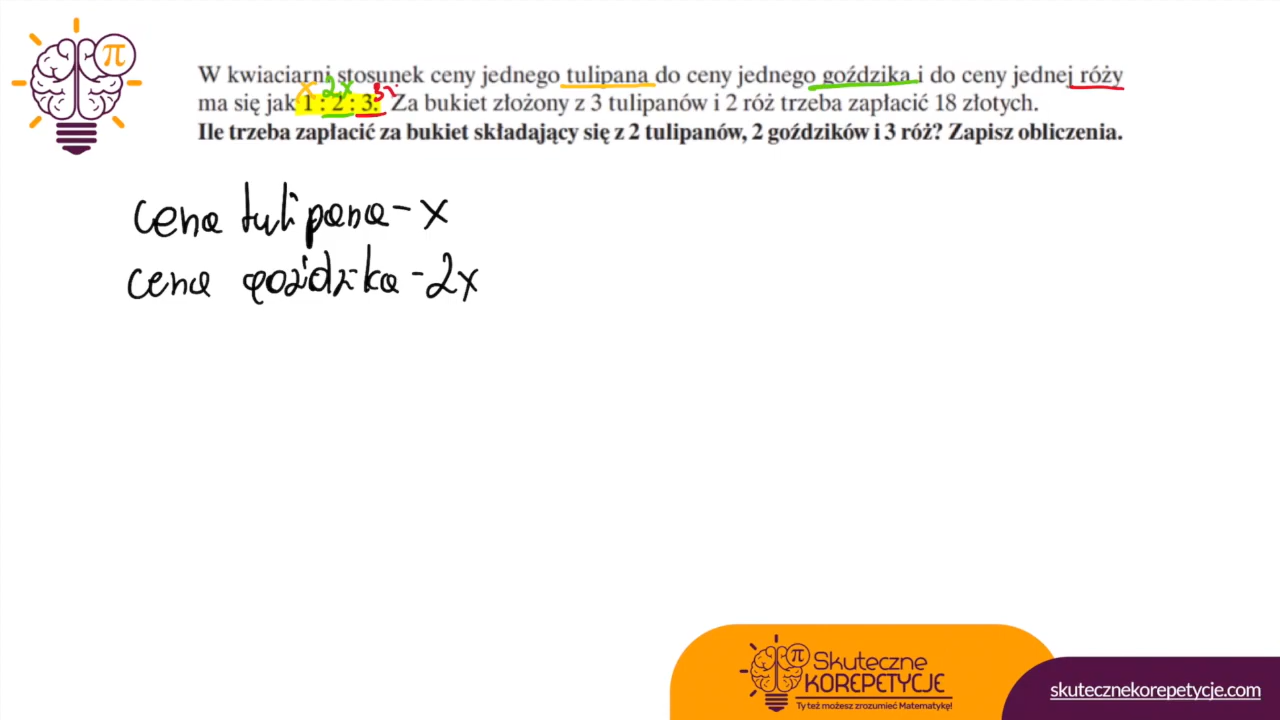 π
W kwiaciarni stosunek ceny jednego tulipana do ceny jednego goździka i do ceny jednej róży
x 2x
ma się jak 1 : 2 : 3. Za bukiet złożony z 3 tulipanów i 2 róż trzeba zapłacić 18 złotych.
Ile trzeba zapłacić za bukiet składający się z 2 tulipanów, 2 goździków i 3 róż? Zapisz obliczenia.
cena tulipana - x
cena goździka - 2x
π
Skuteczne
KOREPETYCJE
Ty też możesz zrozumieć Matematykę!
skutecznekorepetycje.com